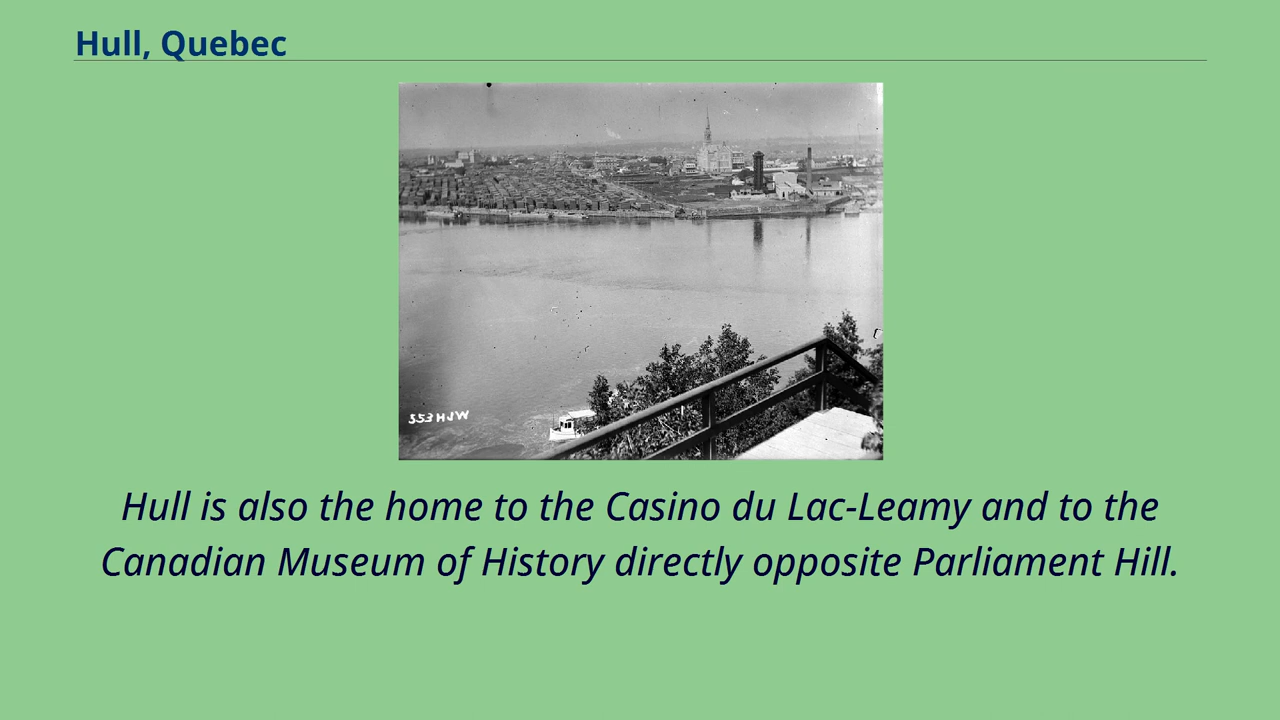 Hull, Quebec
553 HJW
Hull is also the home to the Casino du Lac-Leamy and to the
Canadian Museum of History directly opposite Parliament Hill.